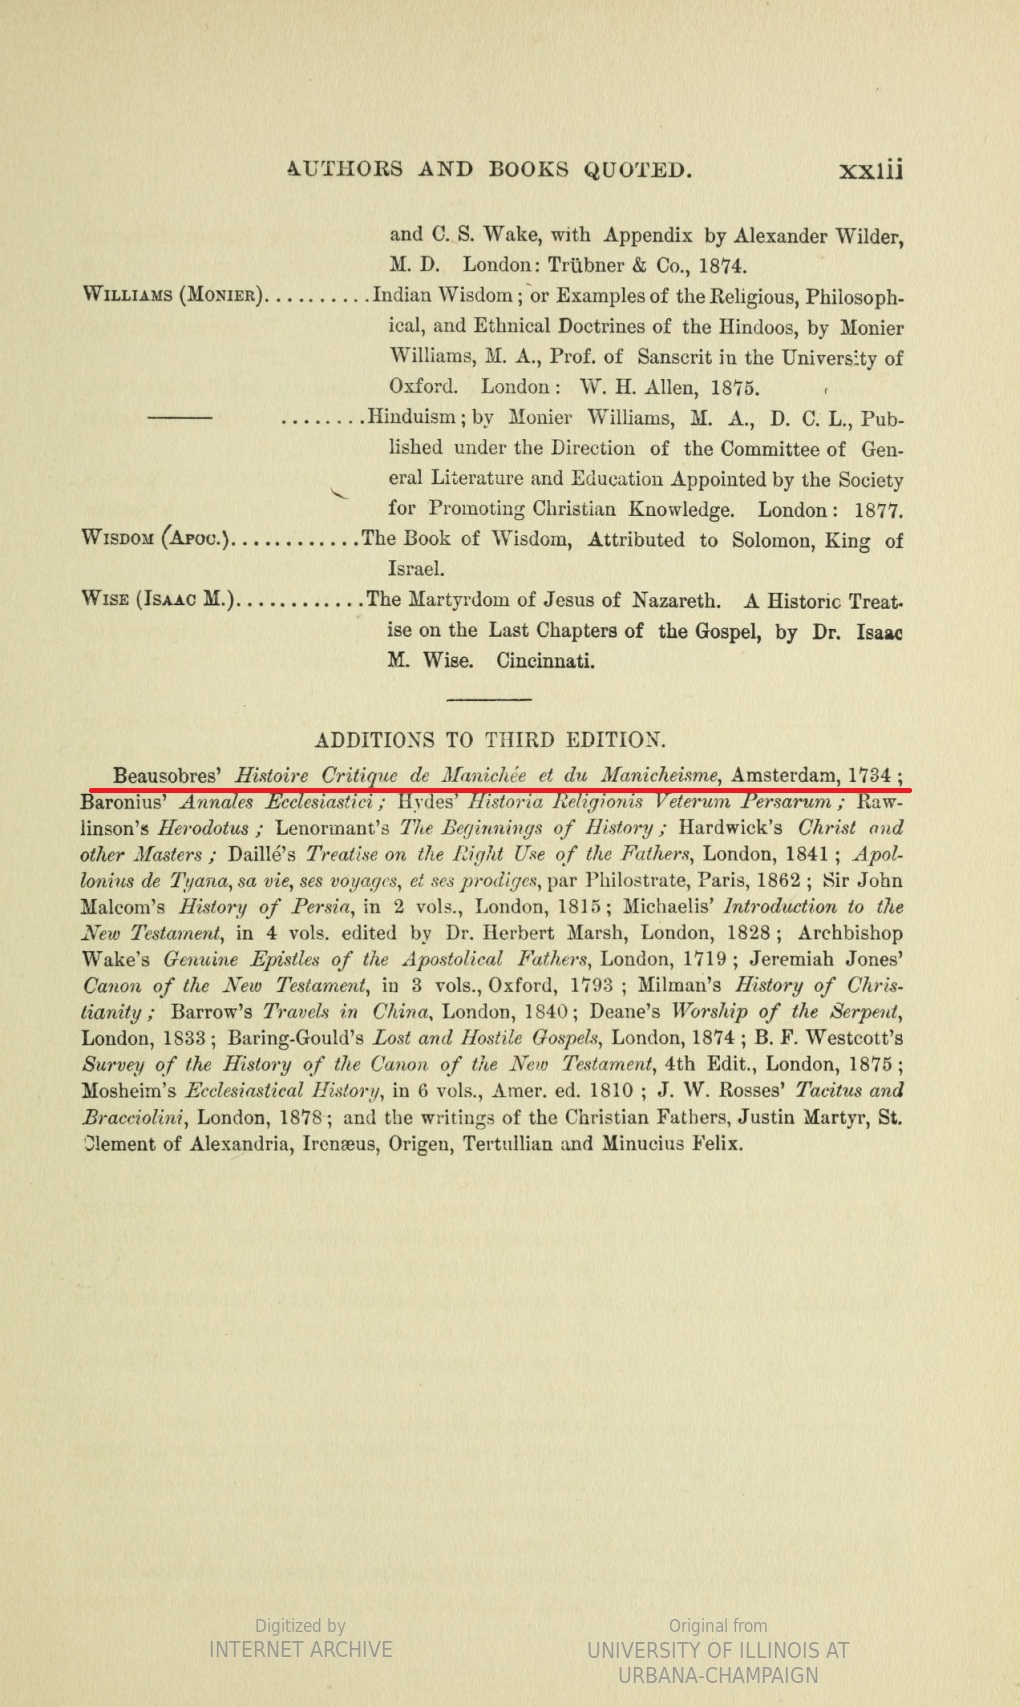 AUTHORS AND BOOKS QUOTED. xxiii
and C. S. Wake, with Appendix by Alexander Wilder,
M. D. London: Trübner & Co., 1874.
WILLIAMS (MONIER)..........Indian Wisdom; or Examples of the Religious, Philosoph-
ical, and Ethnical Doctrines of the Hindoos, by Monier
Williams, M. A., Prof. of Sanscrit in the University of
Oxford. London: W. H. Allen, 1875.
——— ........Hinduism; by Monier Williams, M. A., D. C. L., Pub-
lished under the Direction of the Committee of Gen-
eral Literature and Education Appointed by the Society
for Promoting Christian Knowledge. London: 1877.
WISDOM (APOC.)............The Book of Wisdom, Attributed to Solomon, King of
Israel.
WISE (ISAAC M.)............The Martyrdom of Jesus of Nazareth. A Historic Treat-
ise on the Last Chapters of the Gospel, by Dr. Isaac
M. Wise. Cincinnati.
ADDITIONS TO THIRD EDITION.
Beausobres' Histoire Critique de Manichée et du Manicheisme, Amsterdam, 1734;
Baronius' Annales Ecclesiastici; Hydes' Historia Religionis Veterum Persarum; Raw-
linson's Herodotus; Lenormant's The Beginnings of History; Hardwick's Christ and
other Masters; Daillé's Treatise on the Right Use of the Fathers, London, 1841; Apol-
lonius de Tyana, sa vie, ses voyages, et ses prodiges, par Philostrate, Paris, 1862; Sir John
Malcom's History of Persia, in 2 vols., London, 1815; Michaelis' Introduction to the
New Testament, in 4 vols. edited by Dr. Herbert Marsh, London, 1828; Archbishop
Wake's Genuine Epistles of the Apostolical Fathers, London, 1719; Jeremiah Jones'
Canon of the New Testament, in 3 vols., Oxford, 1793; Milman's History of Chris-
tianity; Barrow's Travels in China, London, 1840; Deane's Worship of the Serpent,
London, 1833; Baring-Gould's Lost and Hostile Gospels, London, 1874; B. F. Westcott's
Survey of the History of the Canon of the New Testament, 4th Edit., London, 1875;
Mosheim's Ecclesiastical History, in 6 vols., Amer. ed. 1810; J. W. Rosses' Tacitus and
Bracciolini, London, 1878; and the writings of the Christian Fathers, Justin Martyr, St.
Clement of Alexandria, Irenæus, Origen, Tertullian and Minucius Felix.
Digitized by
INTERNET ARCHIVE
Original from
UNIVERSITY OF ILLINOIS AT
URBANA-CHAMPAIGN